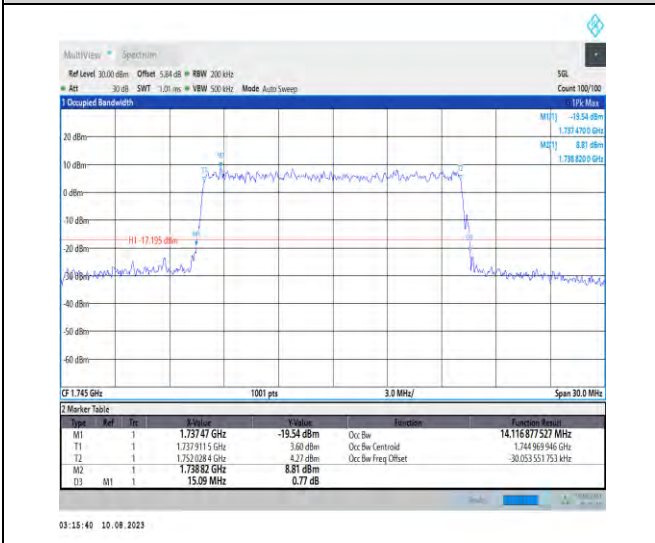 MultiView Spectrum
Ref Level 30.00 dBm Offset 5.84 dB RBW 200 kHz SGL
Att 30 dB SWT 1.01 ms VBW 500 kHz Mode Auto Sweep Count 100/100
1 Occupied Bandwidth 1Pk Max
M1[1] -19.54 dBm
1.737 470 0 GHz
M2[1] 8.81 dBm
1.738 820 0 GHz
20 dBm
10 dBm
0 dBm
-10 dBm
H1 -17.195 dBm
-20 dBm
-30 dBm
-40 dBm
-50 dBm
-60 dBm
CF 1.745 GHz 1001 pts 3.0 MHz/ Span 30.0 MHz
2 Marker Table
Type Ref Trc X-Value Y-Value Function Function Result
M1 1 1.737 47 GHz -19.54 dBm Occ Bw 14.116 877 527 MHz
T1 1 1.737 911 5 GHz 3.60 dBm Occ Bw Centroid 1.744 969 946 GHz
T2 1 1.752 028 4 GHz 4.27 dBm Occ Bw Freq Offset -30.053 551 753 kHz
M2 1 1.738 82 GHz 8.81 dBm
D3 M1 1 15.09 MHz 0.77 dB
03:15:40 10.08.2023